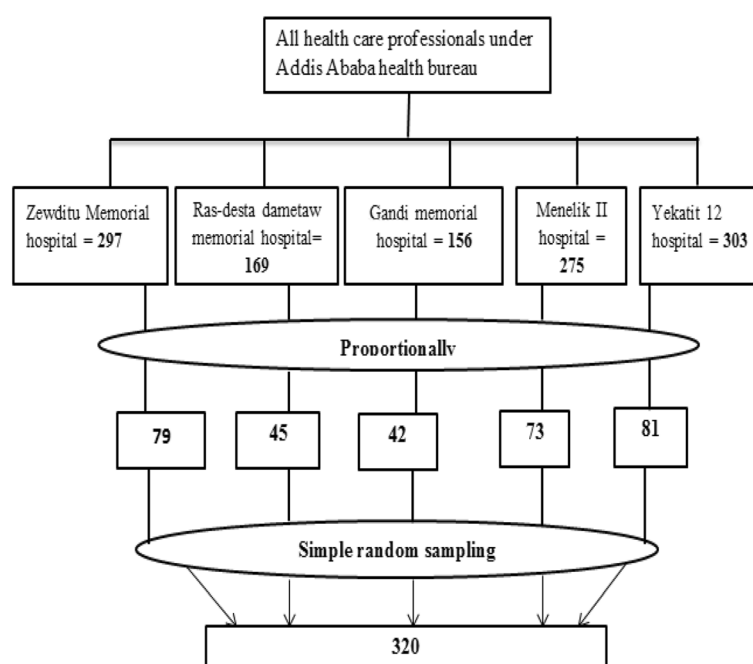 All health care professionals under
Addis Ababa health bureau
Zewditu Memorial
hospital = 297
Ras-desta dametaw
memorial hospital=
169
Gandi memorial
hospital = 156
Menelik II
hospital =
275
Yekatit 12
hospital = 303
Proportionally
79
45
42
73
81
Simple random sampling
320